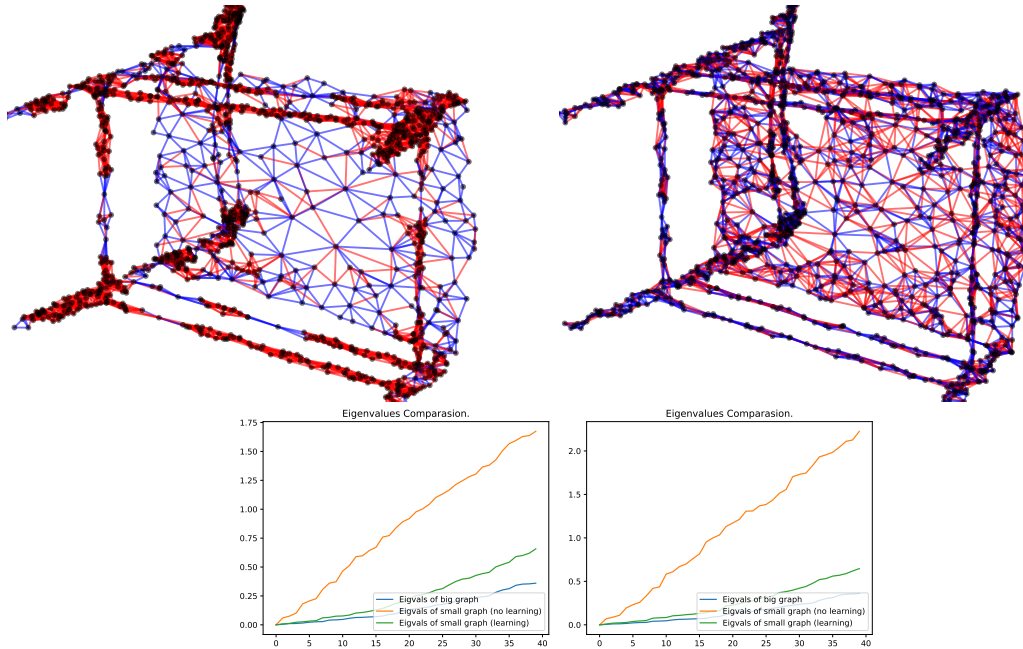 Eigenvalues Comparasion.
1.75
1.50
1.25
1.00
0.75
0.50
0.25
0.00
0 5 10 15 20 25 30 35 40
Eigvals of big graph
Eigvals of small graph (no learning)
Eigvals of small graph (learning)
Eigenvalues Comparasion.
2.0
1.5
1.0
0.5
0.0
0 5 10 15 20 25 30 35 40
Eigvals of big graph
Eigvals of small graph (no learning)
Eigvals of small graph (learning)